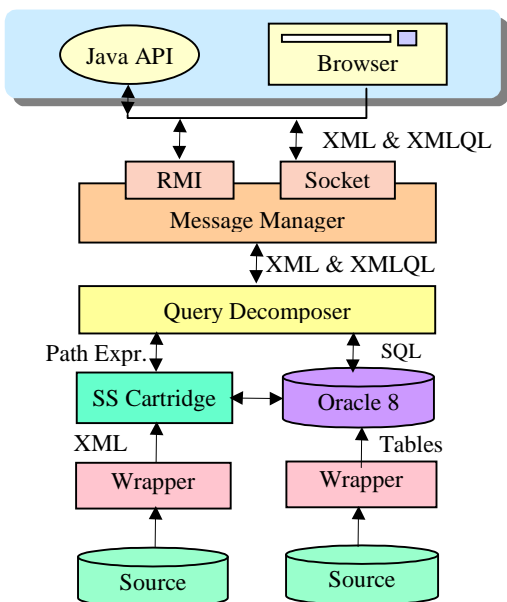 Java API
Browser
XML & XMLQL
RMI
Socket
Message Manager
XML & XMLQL
Query Decomposer
Path Expr.
SQL
SS Cartridge
Oracle 8
XML
Tables
Wrapper
Wrapper
Source
Source